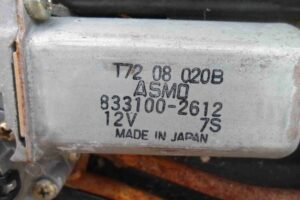 T72 08 020B
ASMO
833100-2612
12V 7S
MADE IN JAPAN